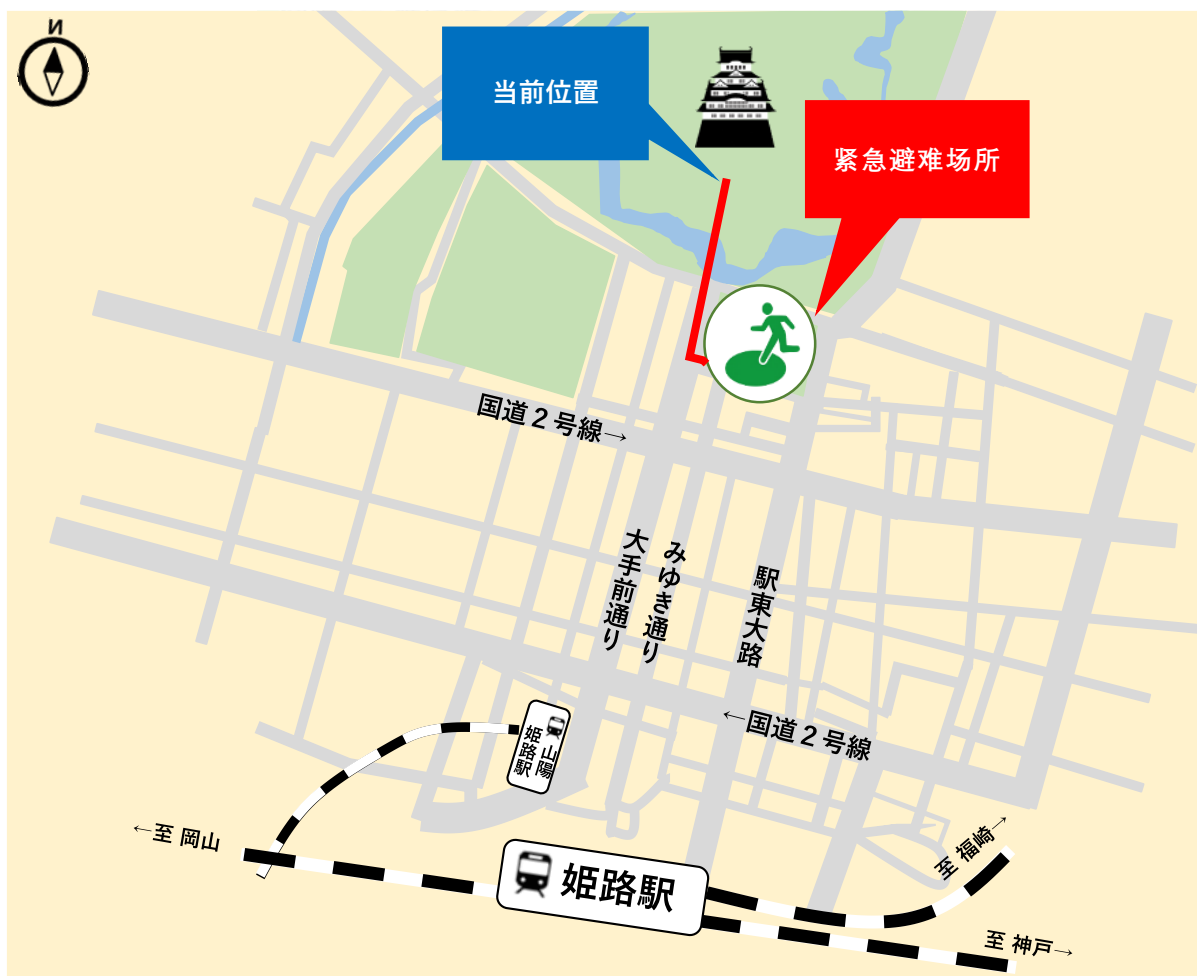 N
当前位置
紧急避难场所
国道２号線→
大手前通り
みゆき通り
駅東大路
←国道２号線
山陽
姫路駅
←至 岡山
姫路駅
至 福崎→
至 神戸→